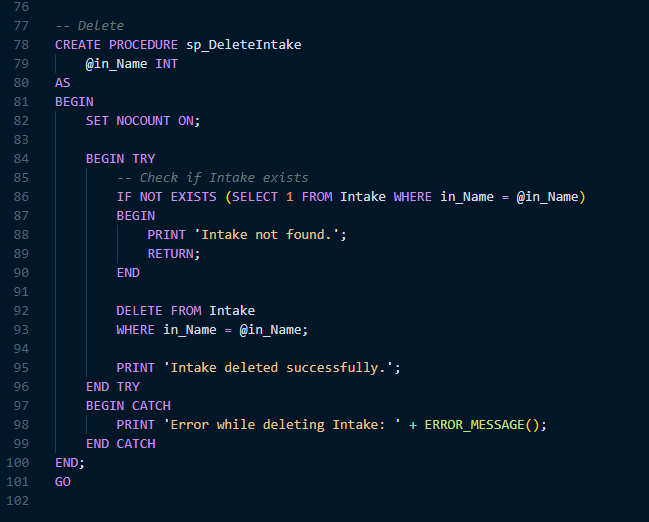 76
77 -- Delete
78 CREATE PROCEDURE sp_DeleteIntake
79     @in_Name INT
80 AS
81 BEGIN
82     SET NOCOUNT ON;
83
84     BEGIN TRY
85         -- Check if Intake exists
86         IF NOT EXISTS (SELECT 1 FROM Intake WHERE in_Name = @in_Name)
87         BEGIN
88             PRINT 'Intake not found.';
89             RETURN;
90         END
91
92         DELETE FROM Intake
93         WHERE in_Name = @in_Name;
94
95         PRINT 'Intake deleted successfully.';
96     END TRY
97     BEGIN CATCH
98         PRINT 'Error while deleting Intake: ' + ERROR_MESSAGE();
99     END CATCH
100 END;
101 GO
102